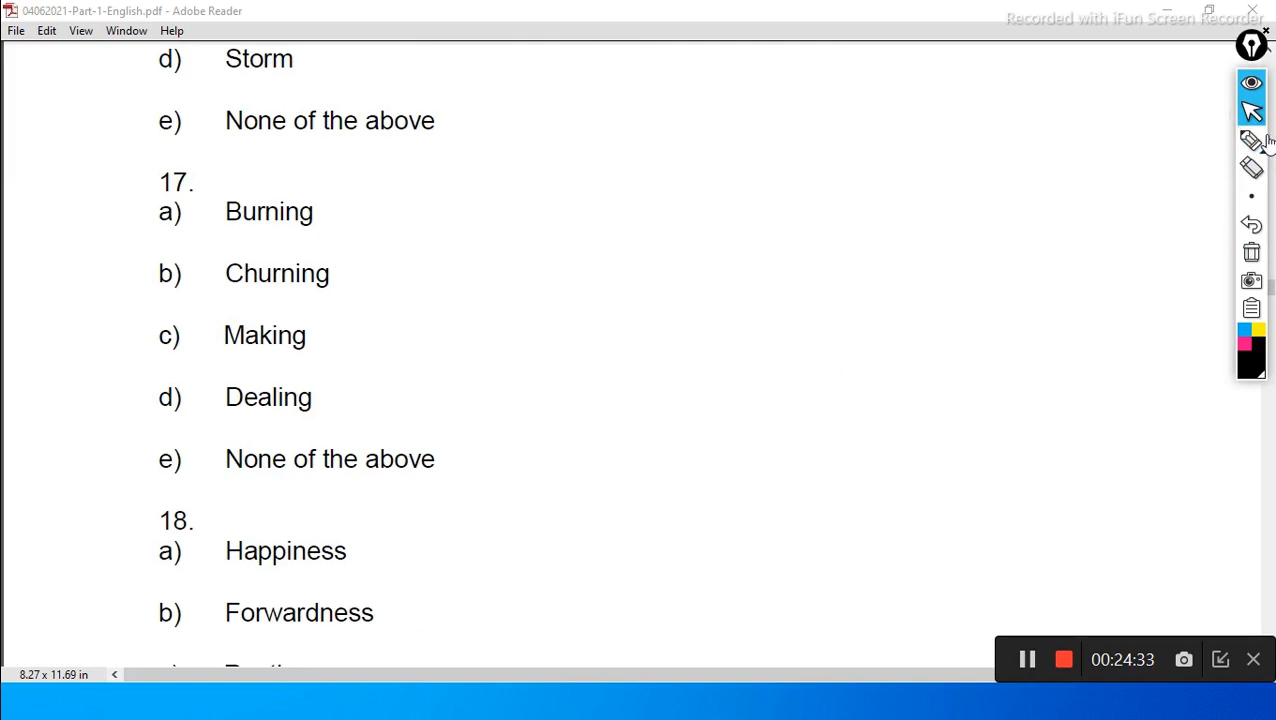 04062021-Part-1-English.pdf - Adobe Reader
Recorded with iFun Screen Recorder
File Edit View Window Help
d) Storm
e) None of the above
17.
a) Burning
b) Churning
c) Making
d) Dealing
e) None of the above
18.
a) Happiness
b) Forwardness
8.27 x 11.69 in
00:24:33